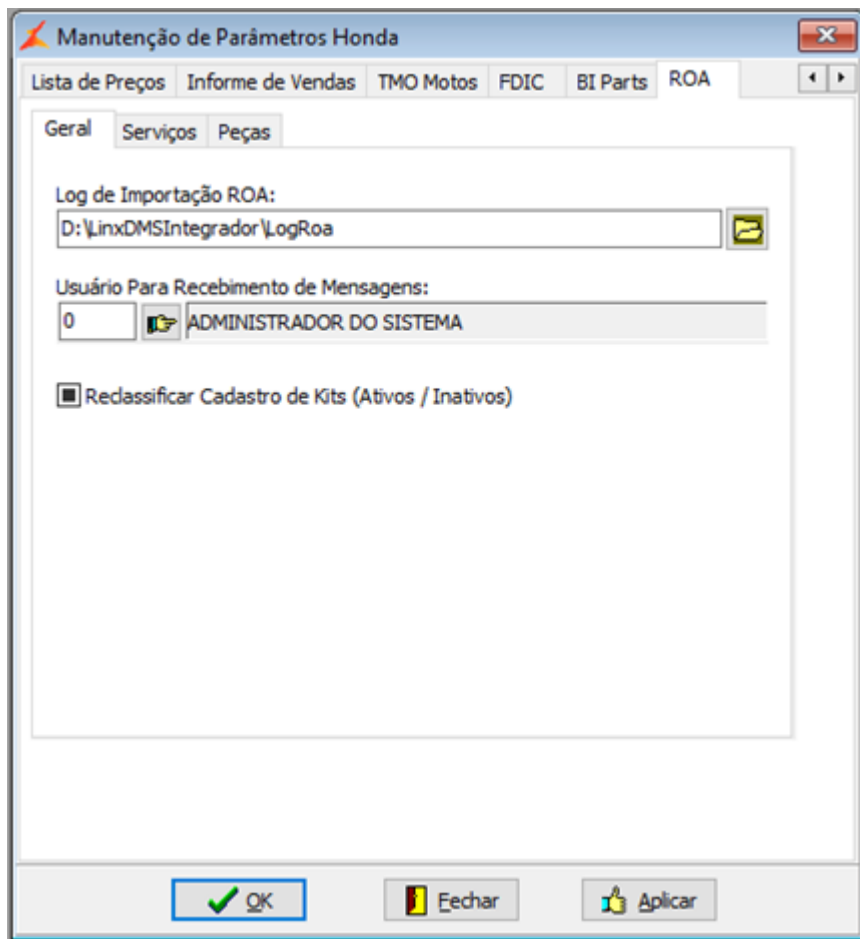 Manutenção de Parâmetros Honda
Lista de Preços Informe de Vendas TMO Motos FDIC BI Parts ROA
Geral Serviços Peças
Log de Importação ROA:
D:\LinxDMSIntegrador\LogRoa
Usuário Para Recebimento de Mensagens:
0 ADMINISTRADOR DO SISTEMA
Reclassificar Cadastro de Kits (Ativos / Inativos)
OK Fechar Aplicar